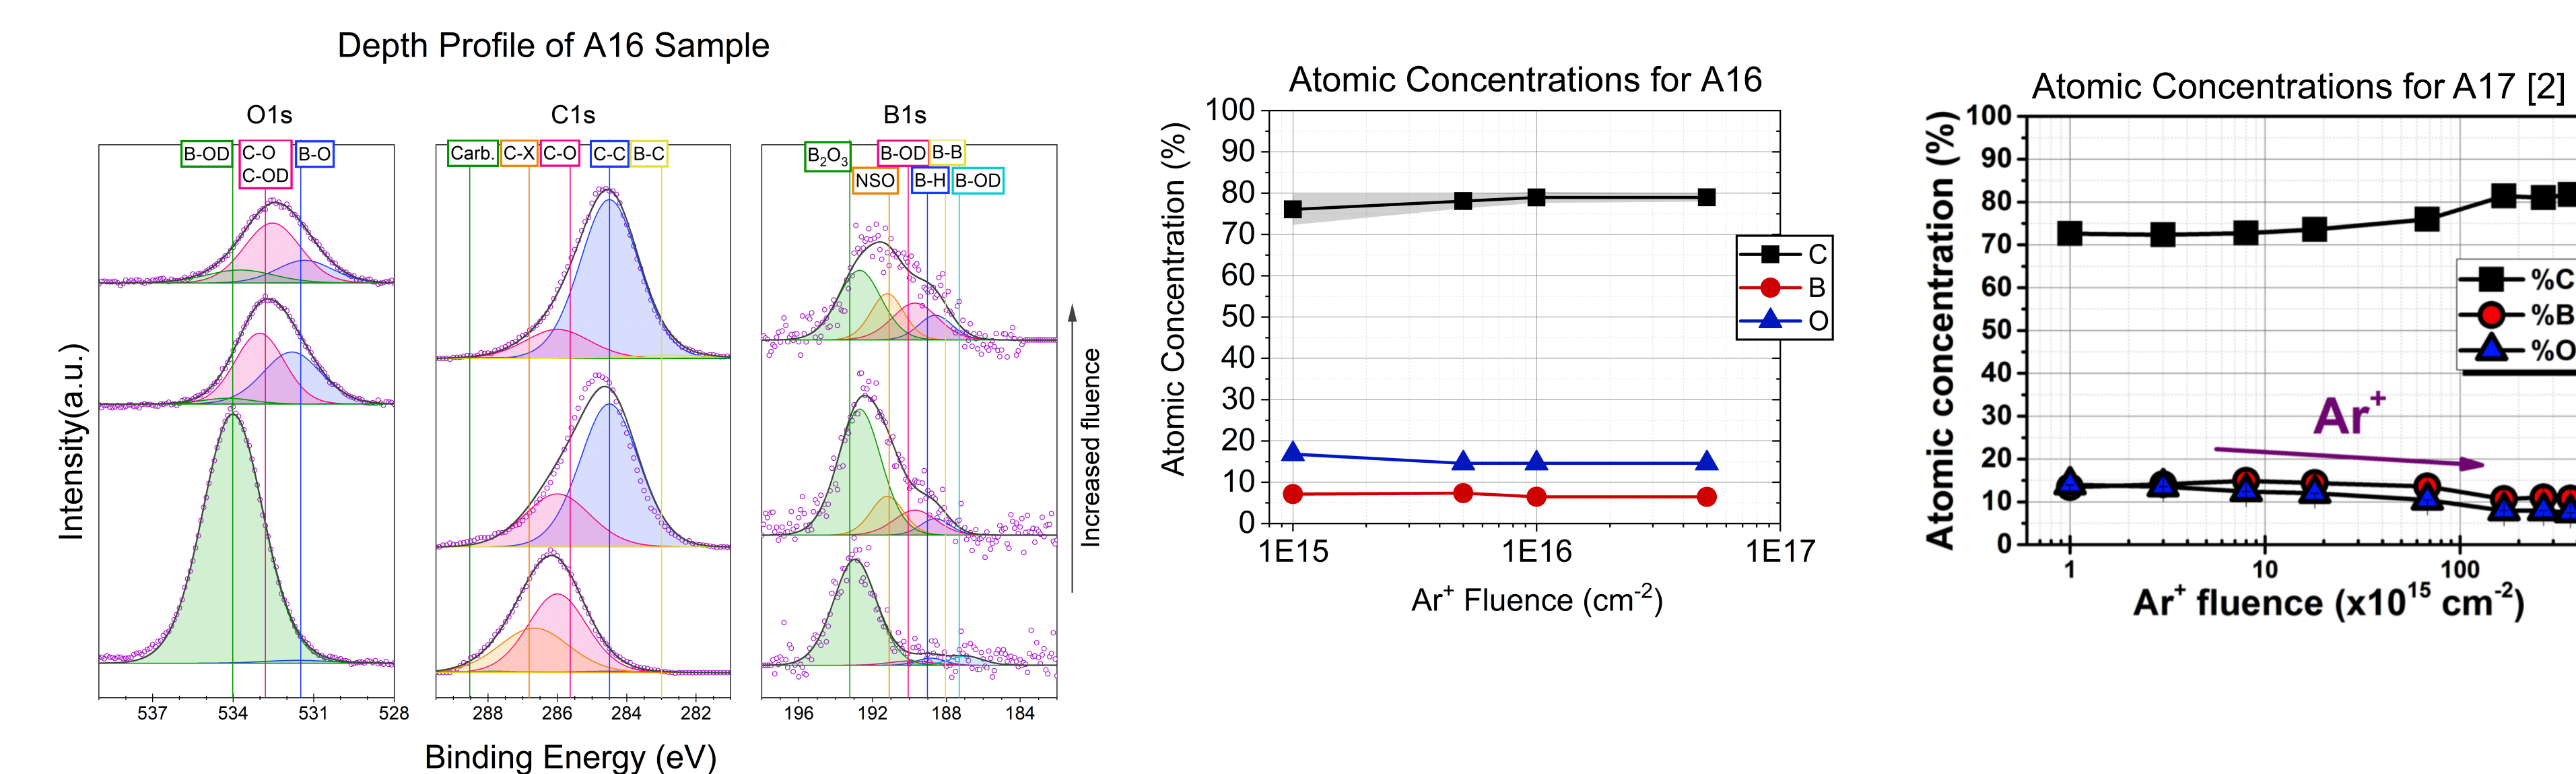 Depth Profile of A16 Sample
O1s
C1s
B1s
B-OD
C-O
C-OD
B-O
Carb.
C-X
C-O
C-C
B-C
B₂O₃
B-OD
B-B
NSO
B-H
B-OD
Intensity(a.u.)
Increased fluence
537 534 531 528
288 286 284 282
196 192 188 184
Binding Energy (eV)
Atomic Concentrations for A16
Atomic Concentration (%)
100
90
80
70
60
50
40
30
20
10
0
C
B
O
1E15 1E16 1E17
Ar⁺ Fluence (cm⁻²)
Atomic Concentrations for A17 [2]
Atomic concentration (%)
100
90
80
70
60
50
40
30
20
10
0
%C
%B
%O
Ar⁺
1 10 100
Ar⁺ fluence (x10¹⁵ cm⁻²)